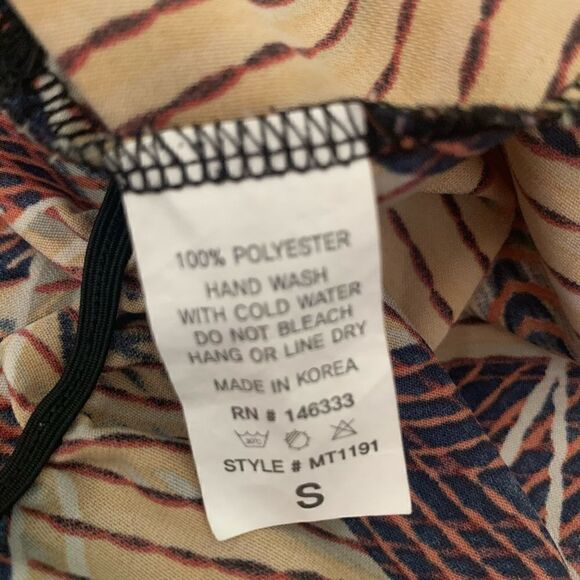 100% POLYESTER
HAND WASH
WITH COLD WATER
DO NOT BLEACH
HANG OR LINE DRY
MADE IN KOREA
RN # 146333
30°C
STYLE # MT1191
S